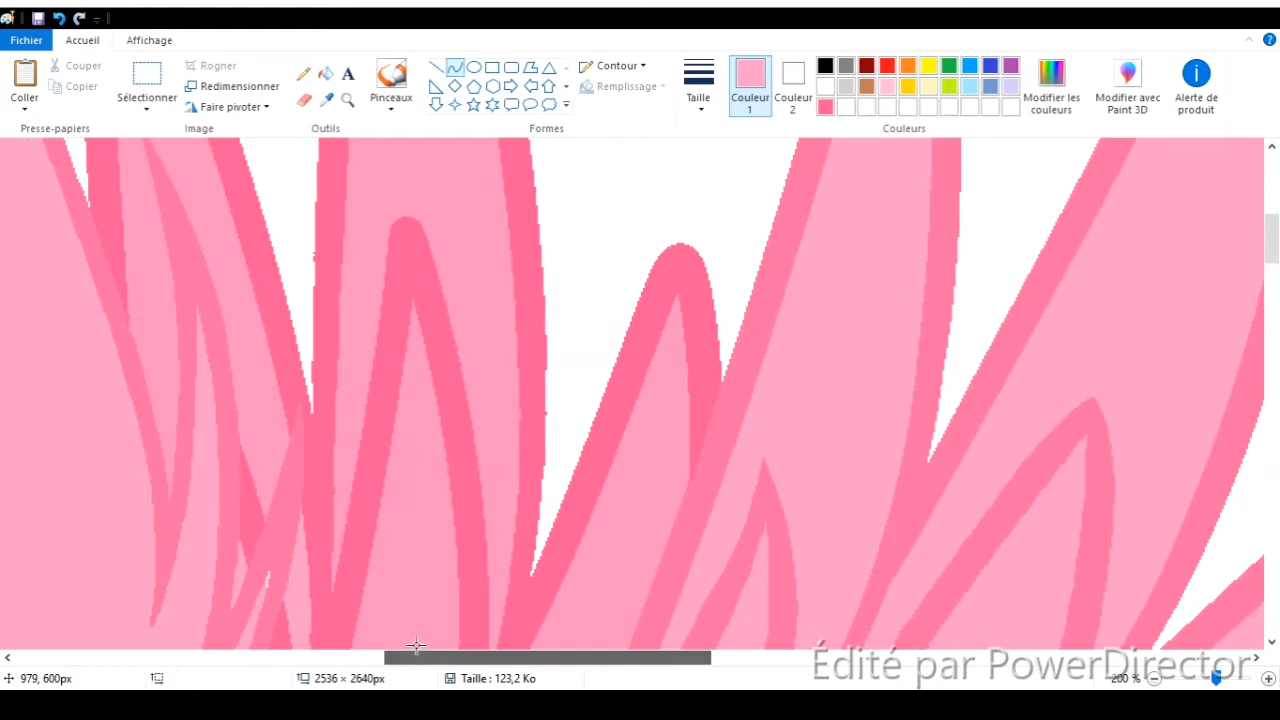 Fichier Accueil Affichage
Coller
Couper
Copier
Presse-papiers
Sélectionner
Rogner
Redimensionner
Faire pivoter
Image
A
Outils
Pinceaux
Contour
Remplissage
Formes
Taille
Couleur 1
Couleur 2
Modifier les couleurs
Modifier avec Paint 3D
Alerte de produit
Couleurs
Édité par PowerDirector
979, 600px
2536 × 2640px
Taille : 123,2 Ko
200 %